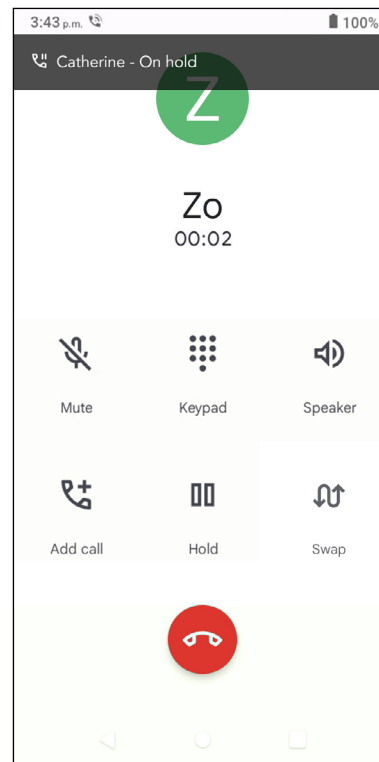 3:43 p.m. 100%
Catherine - On hold
Z
Zo
00:02
Mute Keypad Speaker
Add call Hold Swap